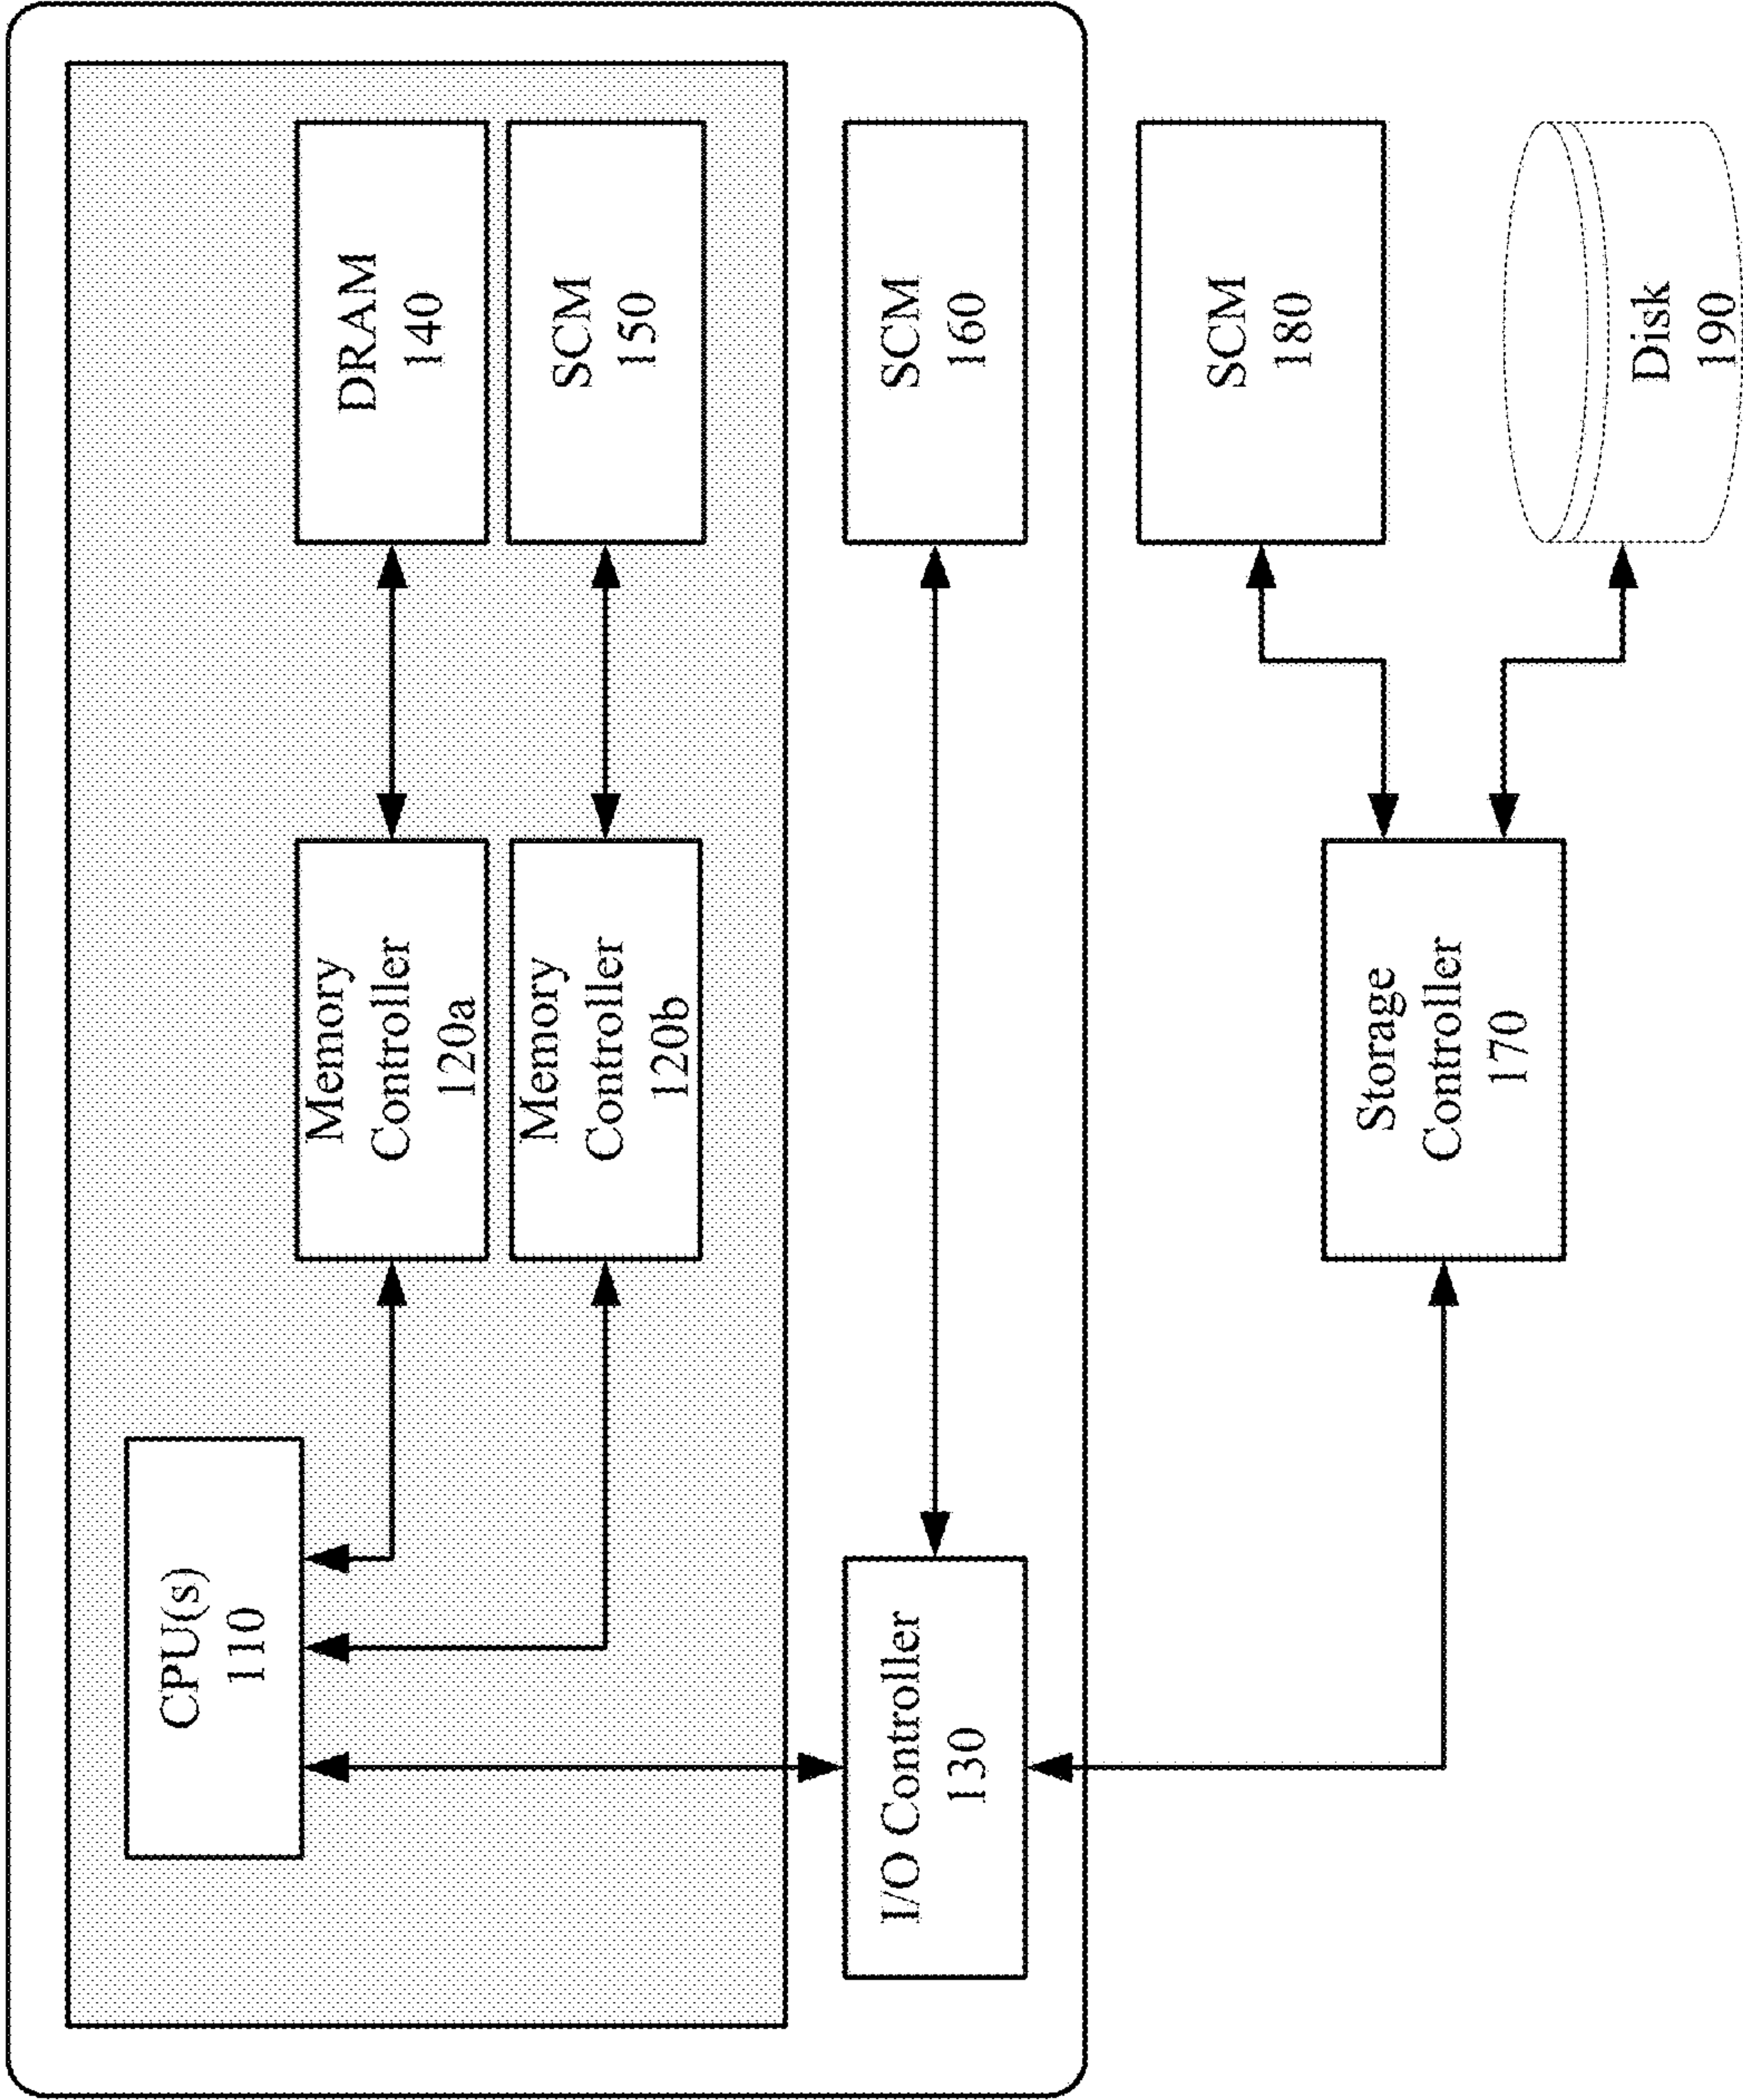 CPU(s)
110
Memory
Controller
120a
DRAM
140
Memory
Controller
120b
SCM
150
I/O Controller
130
SCM
160
Storage
Controller
170
SCM
180
Disk
190